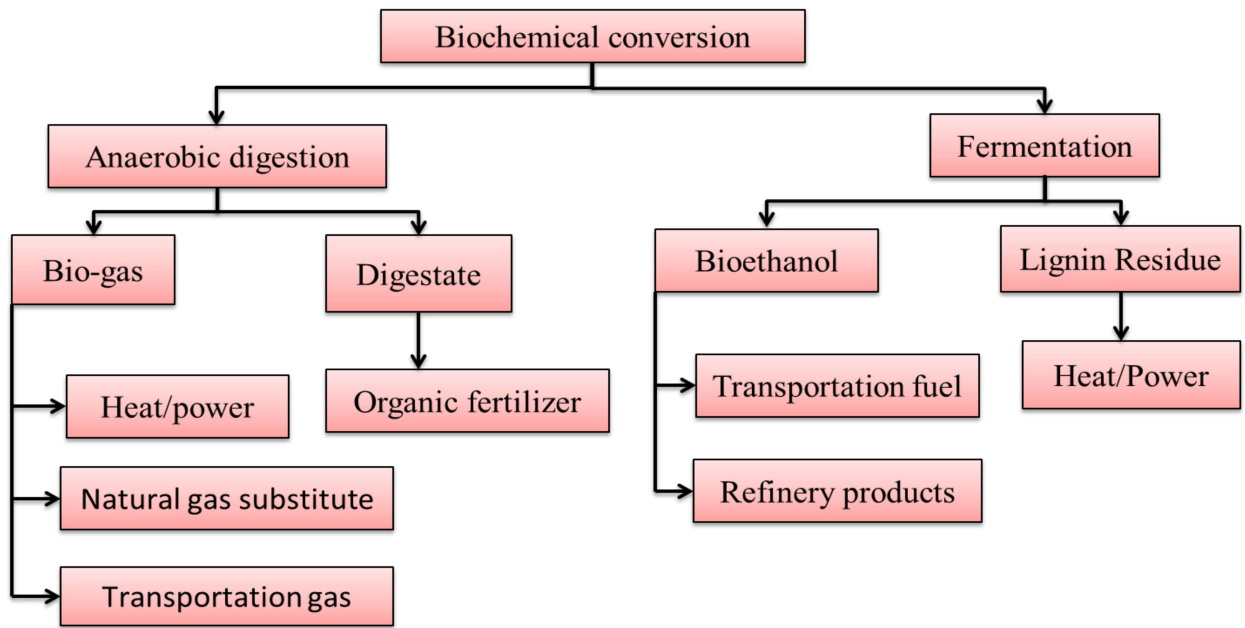 Biochemical conversion
Anaerobic digestion
Fermentation
Bio-gas
Digestate
Bioethanol
Lignin Residue
Heat/power
Organic fertilizer
Transportation fuel
Heat/Power
Natural gas substitute
Refinery products
Transportation gas